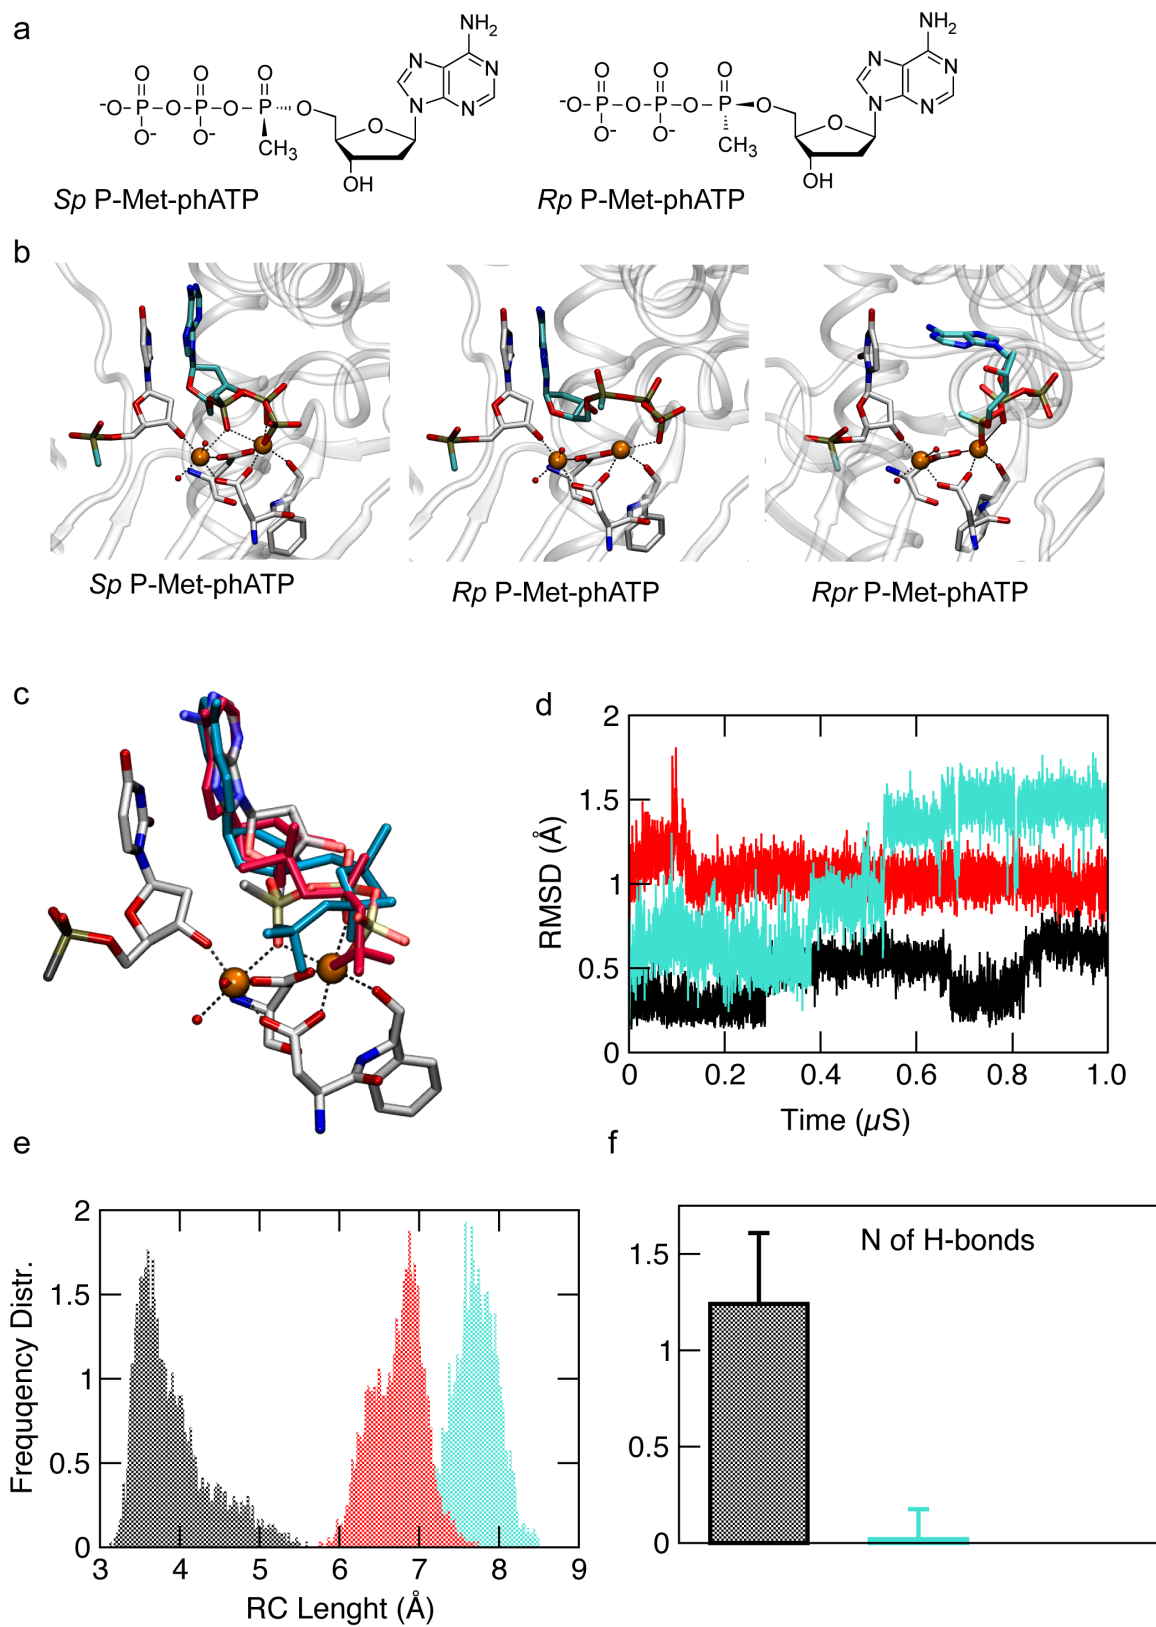 a
NH2
NH2
O O O N N
O O O N N
-O P O P O P O N N
-O P O P O P O N N
O- O- CH3 O
O- O- CH3 O
OH
OH
Sp P-Met-phATP
Rp P-Met-phATP
b
Sp P-Met-phATP
Rp P-Met-phATP
Rpr P-Met-phATP
c
d
2
1.5
1
0.5
0
RMSD (Å)
0 0.2 0.4 0.6 0.8 1.0
Time (µS)
e
2
1.5
1
0.5
0
Frequqency Distr.
3 4 5 6 7 8 9
RC Lenght (Å)
f
N of H-bonds
1.5
1
0.5
0